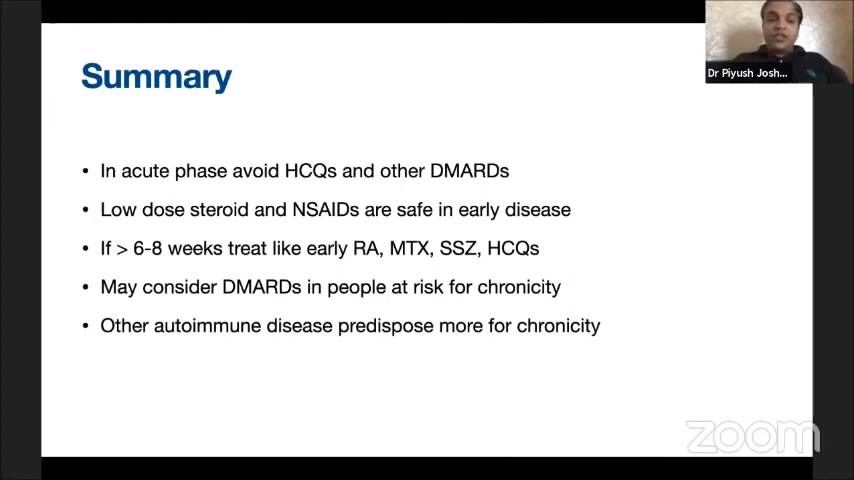 Dr Piyush Josh...
Summary
• In acute phase avoid HCQs and other DMARDs
• Low dose steroid and NSAIDs are safe in early disease
• If > 6-8 weeks treat like early RA, MTX, SSZ, HCQs
• May consider DMARDs in people at risk for chronicity
• Other autoimmune disease predispose more for chronicity
zoom